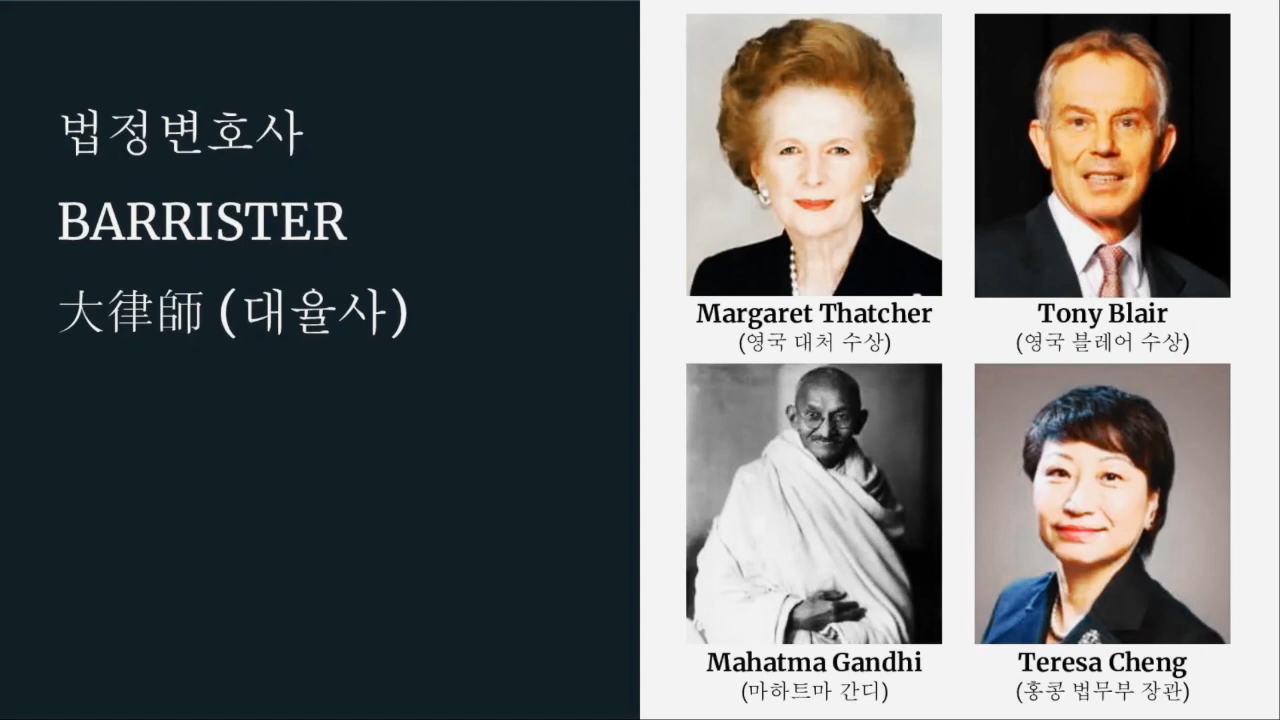 법정변호사
BARRISTER
大律師 (대율사)
Margaret Thatcher
(영국 대처 수상)
Tony Blair
(영국 블레어 수상)
Mahatma Gandhi
(마하트마 간디)
Teresa Cheng
(홍콩 법무부 장관)